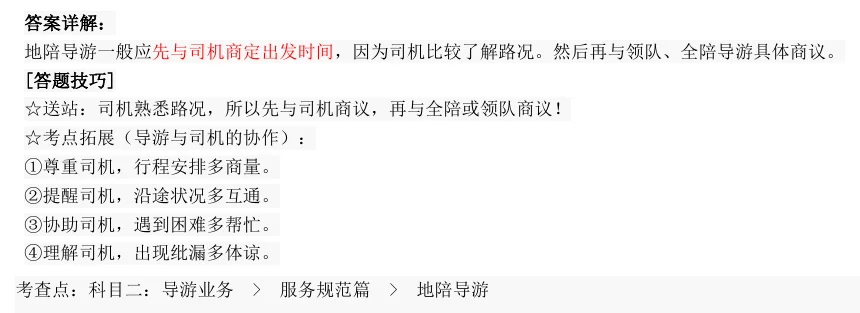 答案详解：
地陪导游一般应先与司机商定出发时间，因为司机比较了解路况。然后再与领队、全陪导游具体商议。
[答题技巧]
☆送站：司机熟悉路况，所以先与司机商议，再与全陪或领队商议！
☆考点拓展（导游与司机的协作）：
①尊重司机，行程安排多商量。
②提醒司机，沿途状况多互通。
③协助司机，遇到困难多帮忙。
④理解司机，出现纰漏多体谅。
考查点：科目二：导游业务 > 服务规范篇 > 地陪导游